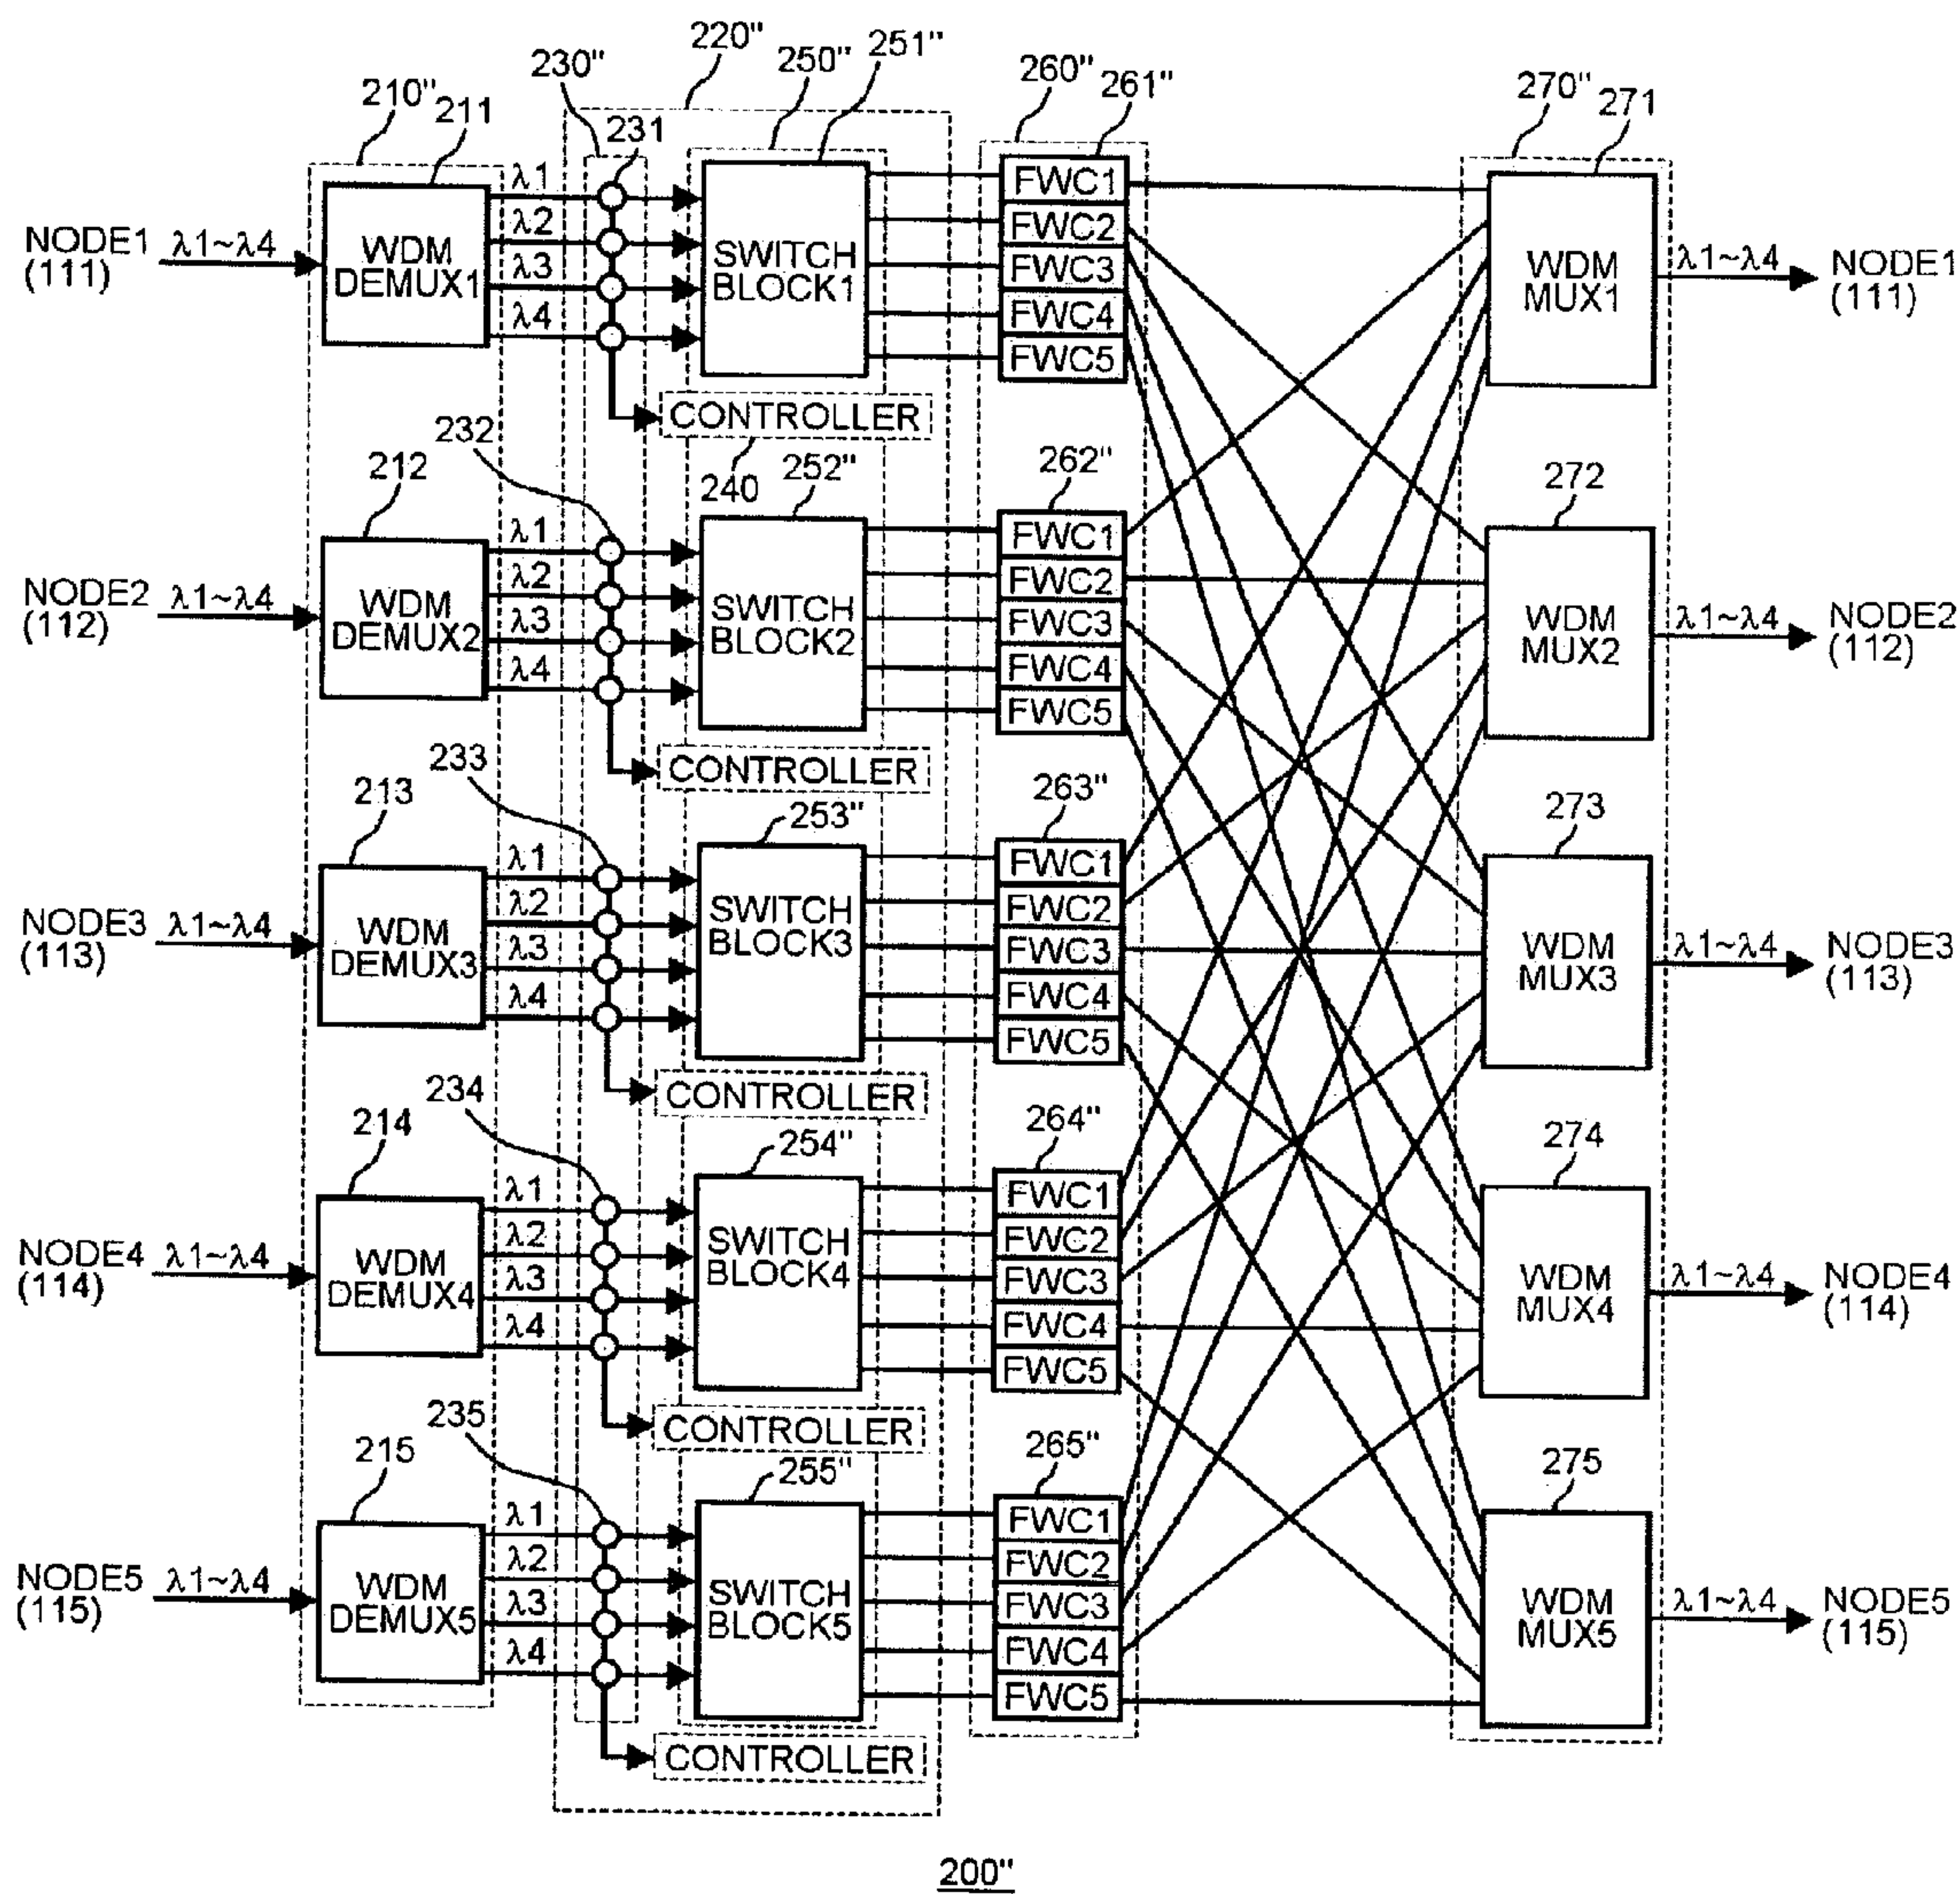 220"
251"
250"
230"
260"
261"
270"
271
210"
211
231
λ1
λ2
λ3
λ4
NODE1
(111)
λ1~λ4
WDM
DEMUX1
SWITCH
BLOCK1
FWC1
FWC2
FWC3
FWC4
FWC5
WDM
MUX1
λ1~λ4
NODE1
(111)
CONTROLLER
240
232
212
252"
262"
272
λ1
λ2
λ3
λ4
NODE2
(112)
λ1~λ4
WDM
DEMUX2
SWITCH
BLOCK2
FWC1
FWC2
FWC3
FWC4
FWC5
WDM
MUX2
λ1~λ4
NODE2
(112)
CONTROLLER
233
213
253"
263"
273
λ1
λ2
λ3
λ4
NODE3
(113)
λ1~λ4
WDM
DEMUX3
SWITCH
BLOCK3
FWC1
FWC2
FWC3
FWC4
FWC5
WDM
MUX3
λ1~λ4
NODE3
(113)
CONTROLLER
234
214
254"
264"
274
λ1
λ2
λ3
λ4
NODE4
(114)
λ1~λ4
WDM
DEMUX4
SWITCH
BLOCK4
FWC1
FWC2
FWC3
FWC4
FWC5
WDM
MUX4
λ1~λ4
NODE4
(114)
CONTROLLER
235
215
255"
265"
275
λ1
λ2
λ3
λ4
NODE5
(115)
λ1~λ4
WDM
DEMUX5
SWITCH
BLOCK5
FWC1
FWC2
FWC3
FWC4
FWC5
WDM
MUX5
λ1~λ4
NODE5
(115)
CONTROLLER
200"